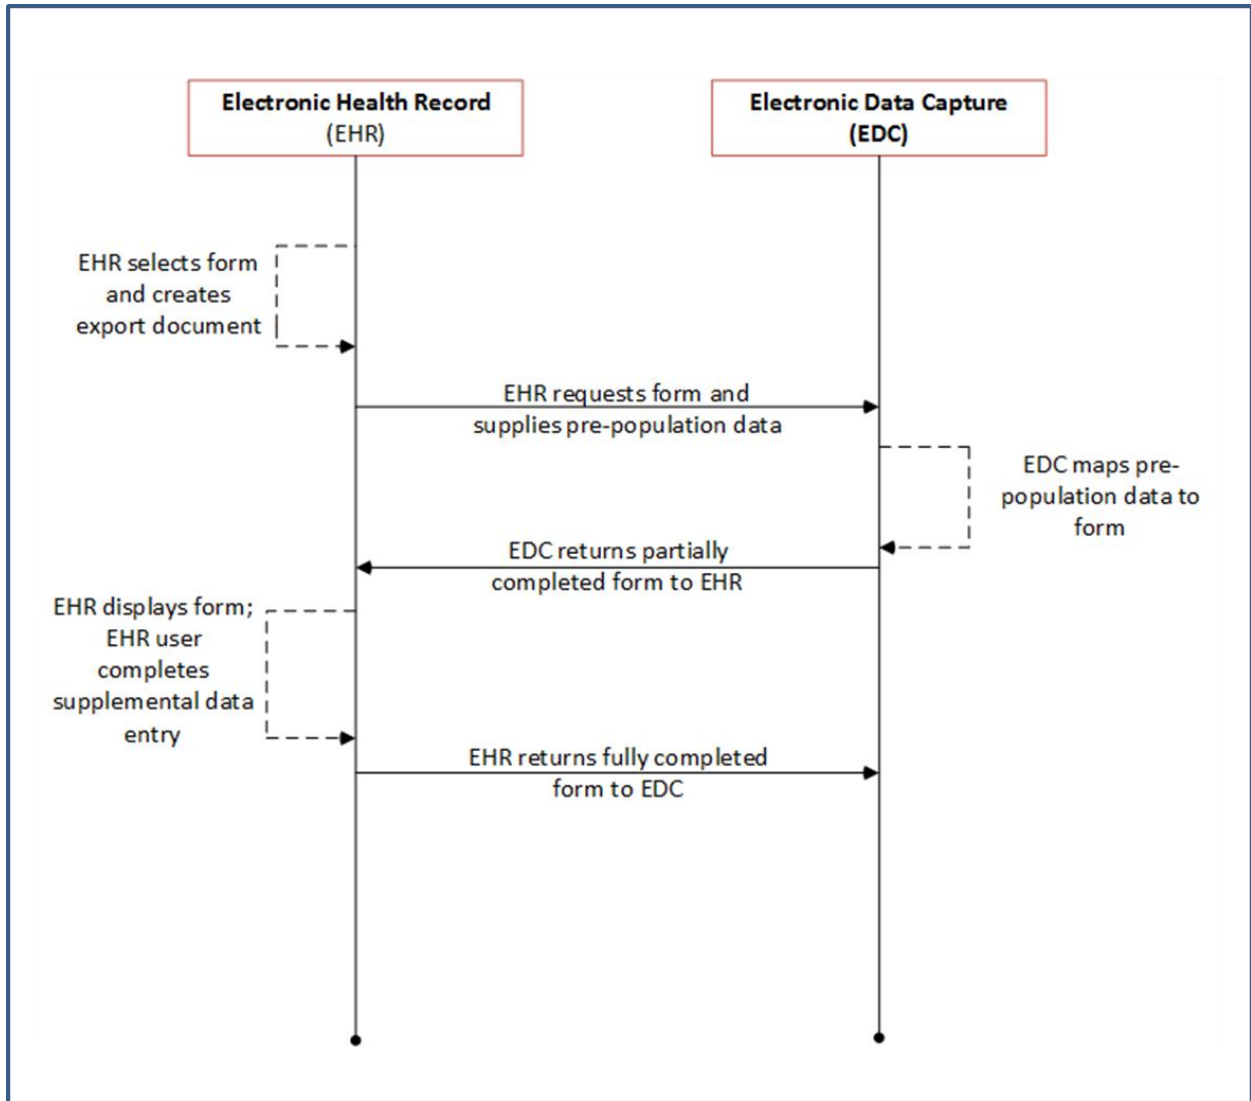 Electronic Health Record
(EHR)
Electronic Data Capture
(EDC)
EHR selects form
and creates
export document
EHR requests form and
supplies pre-population data
EDC maps pre-
population data to
form
EDC returns partially
completed form to EHR
EHR displays form;
EHR user
completes
supplemental data
entry
EHR returns fully completed
form to EDC